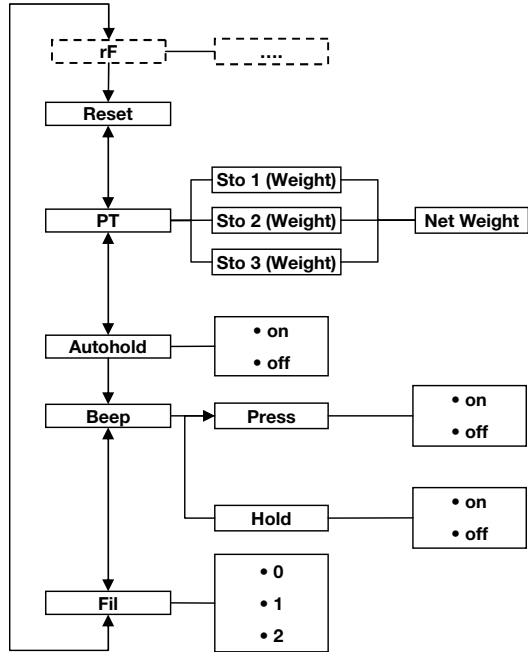 rF
....
Reset
Sto 1 (Weight)
PT
Sto 2 (Weight)
Net Weight
Sto 3 (Weight)
• on
Autohold
• off
Beep
Press
• on
• off
Hold
• on
• off
• 0
Fil
• 1
• 2